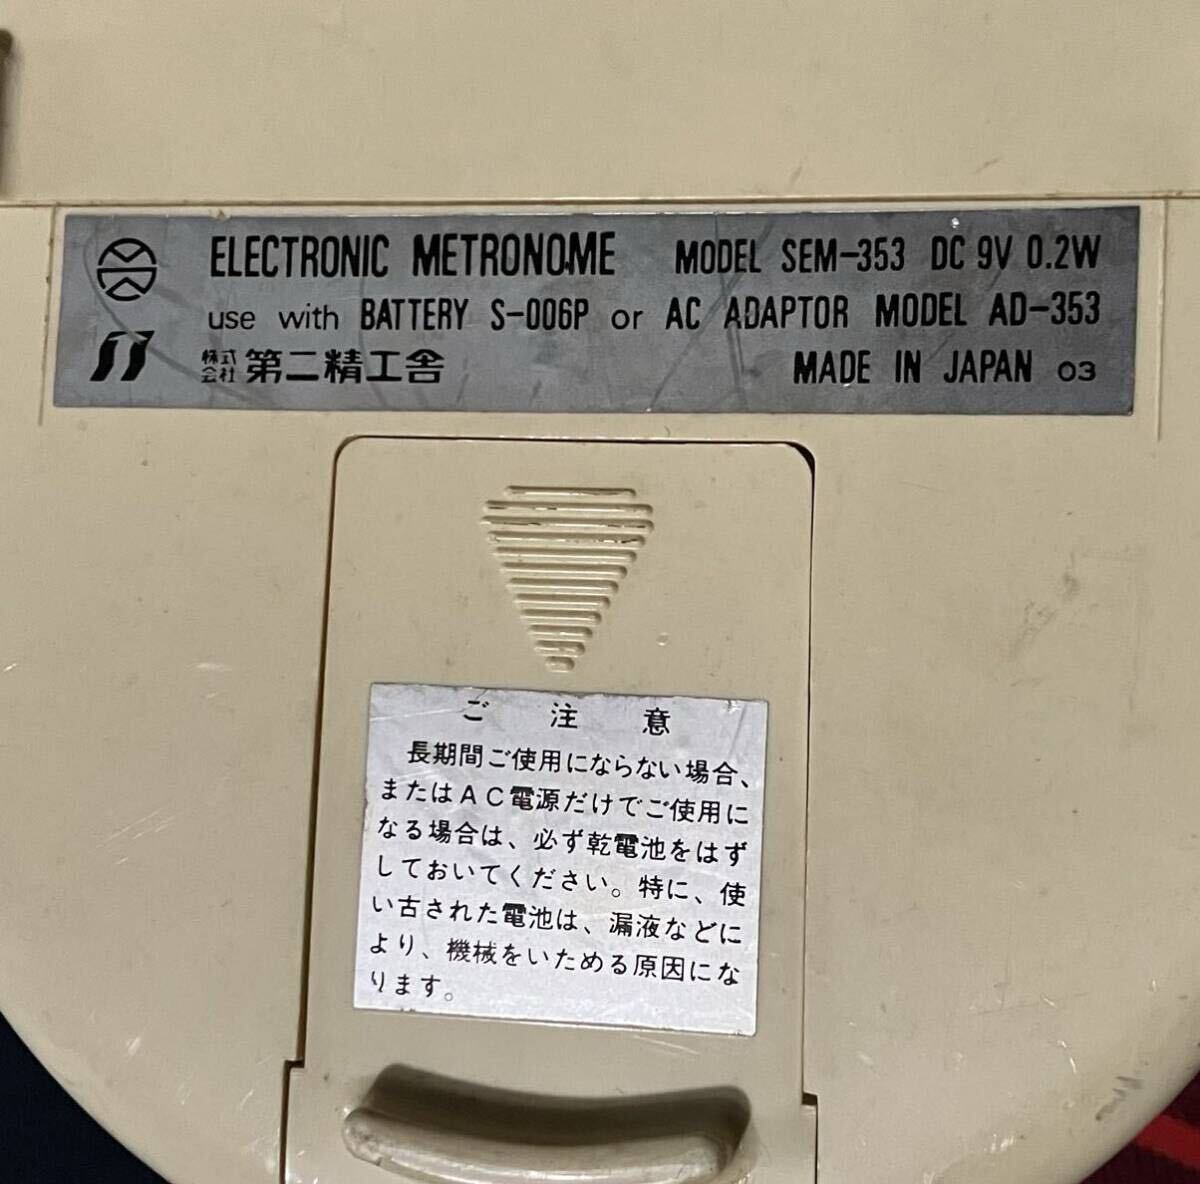 ELECTRONIC METRONOME MODEL SEM-353 DC 9V 0.2W
use with BATTERY S-006P or AC ADAPTOR MODEL AD-353
株式会社 第二精工舎 MADE IN JAPAN 03
ご注意
長期間ご使用にならない場合、
またはAC電源だけでご使用に
なる場合は、必ず乾電池をはず
しておいてください。特に、使
い古された電池は、漏液などに
より、機械をいためる原因にな
ります。